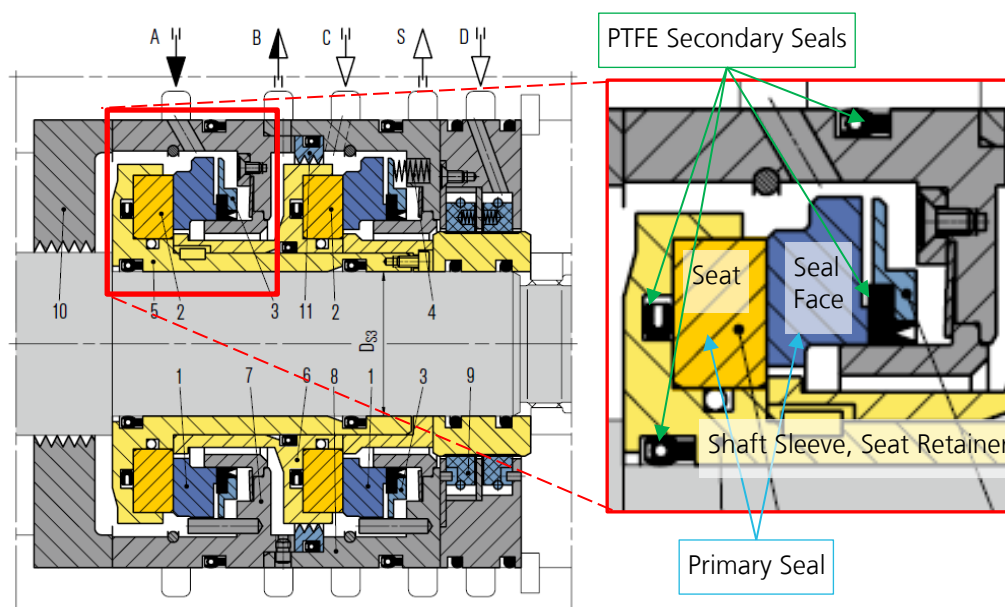 A B C S D
PTFE Secondary Seals
10 5 2 3 11 2 4
DS3
1 7 6 8 1 3 9
Seat
Seal
Face
Shaft Sleeve, Seat Retainer
Primary Seal